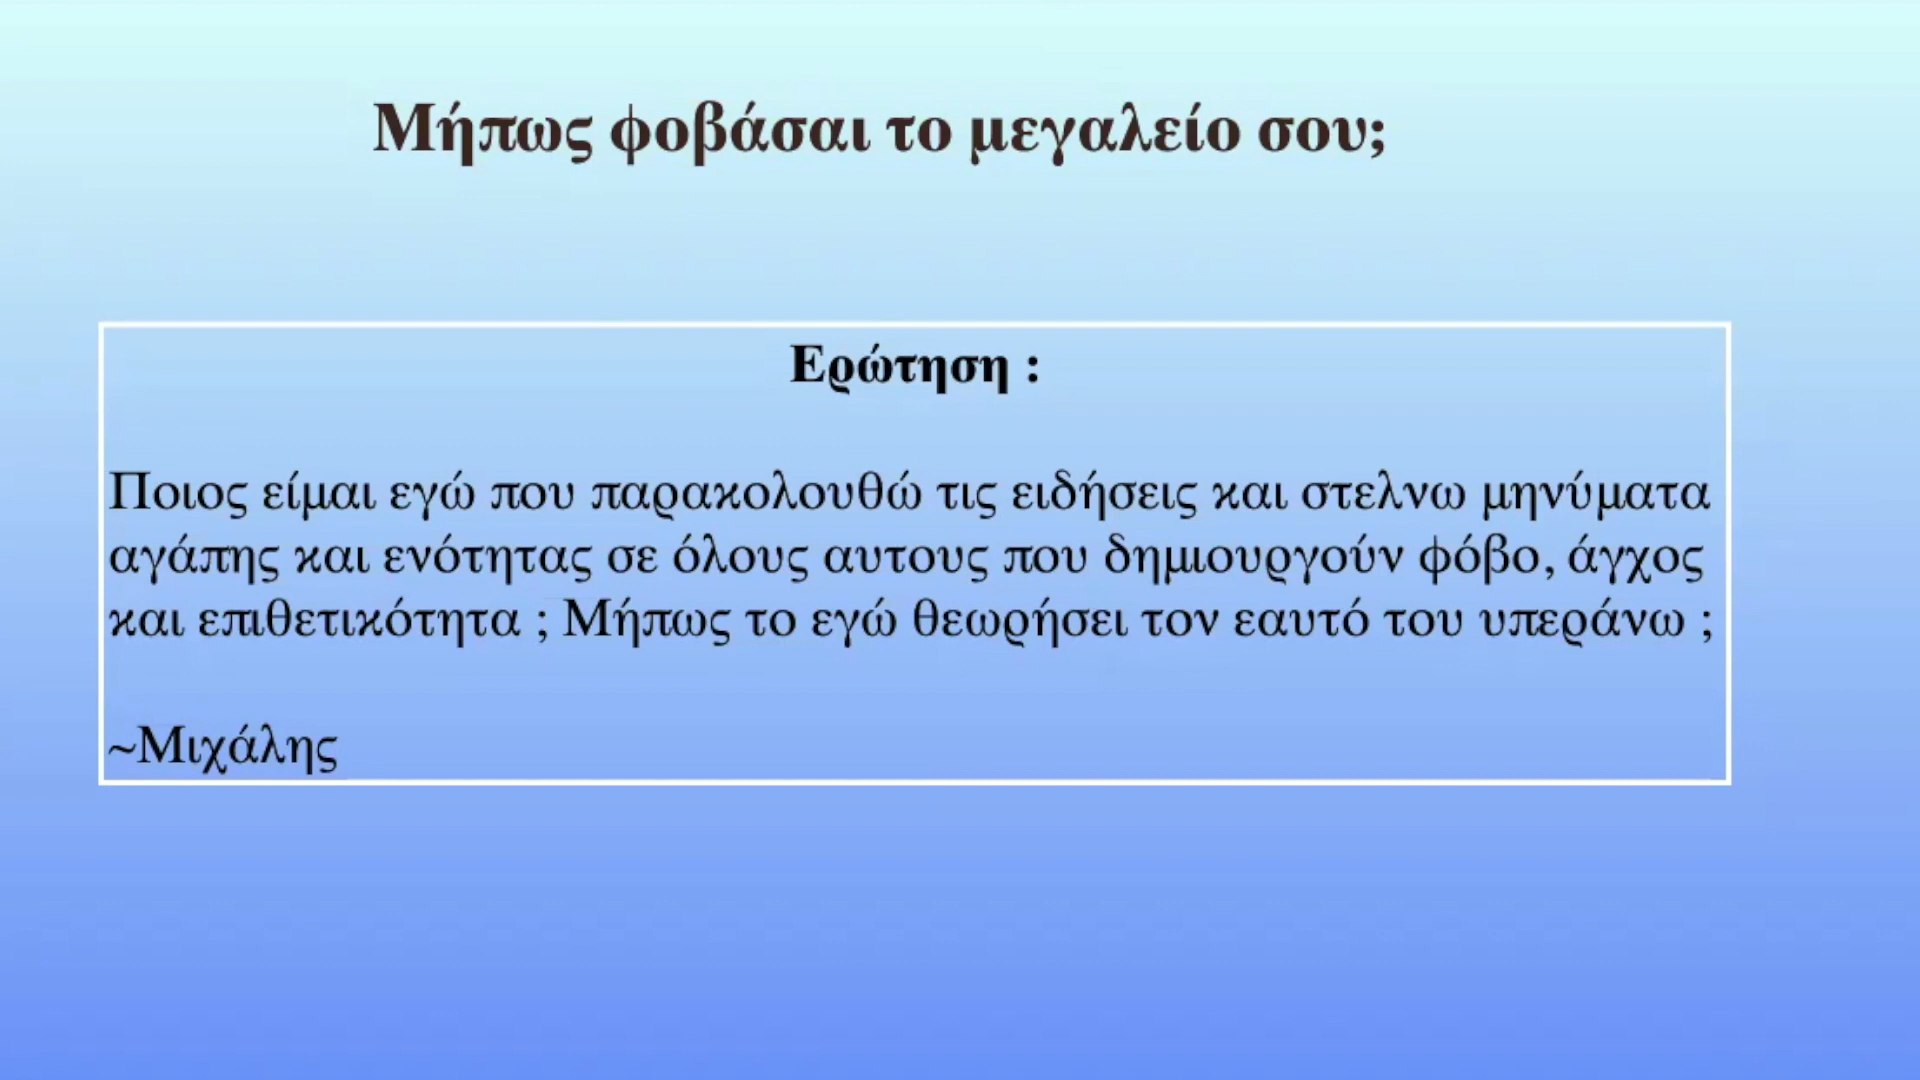 Μήπως φοβάσαι το μεγαλείο σου;
Ερώτηση :
Ποιος είμαι εγώ που παρακολουθώ τις ειδήσεις και στελνω μηνύματα
αγάπης και ενότητας σε όλους αυτους που δημιουργούν φόβο, άγχος
και επιθετικότητα ; Μήπως το εγώ θεωρήσει τον εαυτό του υπεράνω ;
~Μιχάλης